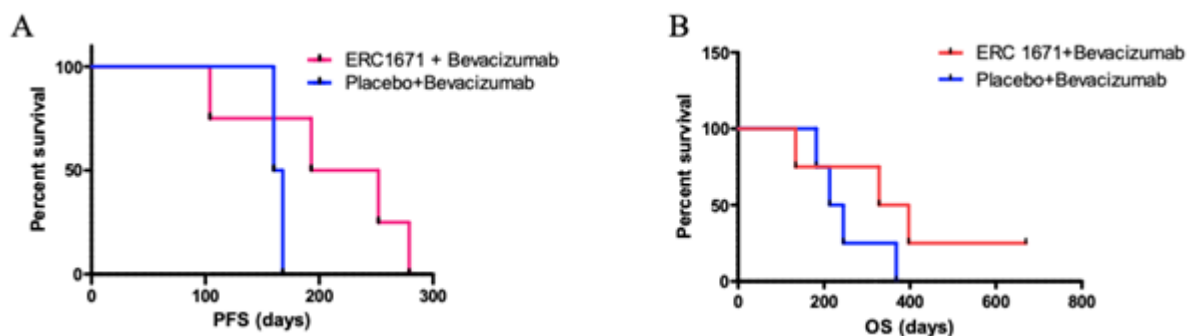 A
ERC1671 + Bevacizumab
Placebo+Bevacizumab
Percent survival
100
50
0
0 100 200 300
PFS (days)
B
ERC 1671+Bevacizumab
Placebo+Bevacizumab
Percent survival
150
100
50
0
0 200 400 600 800
OS (days)